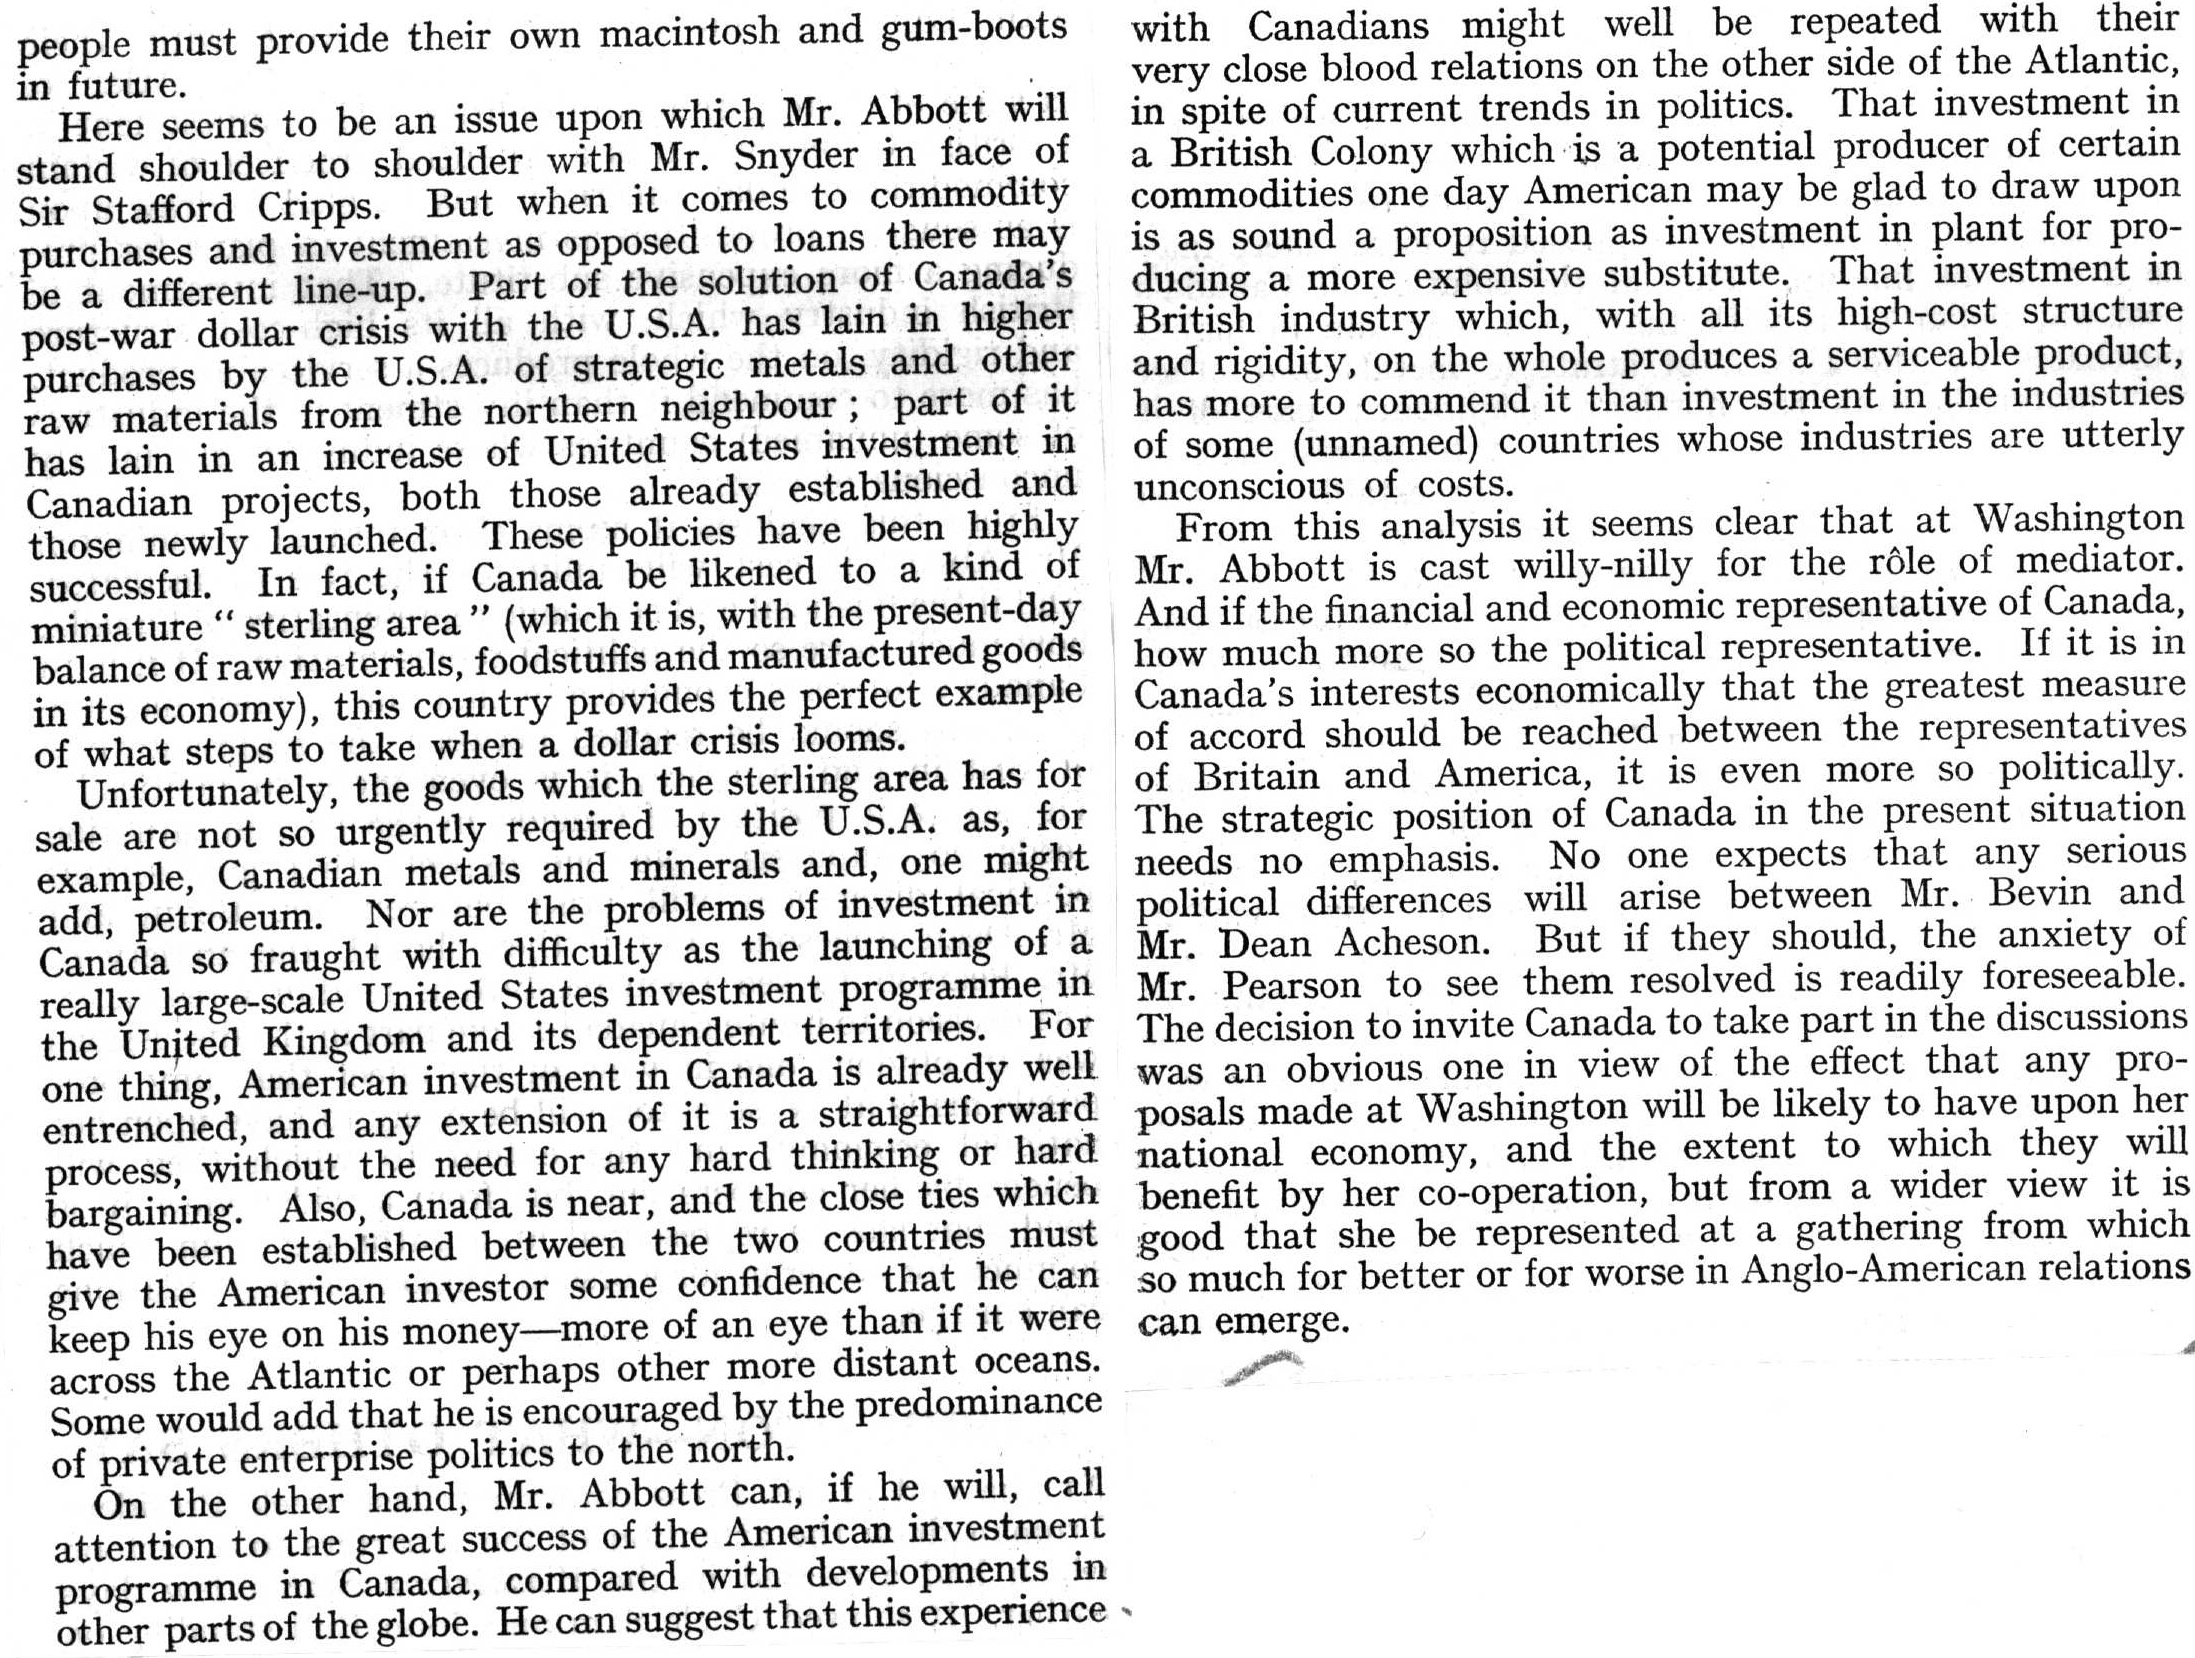 people must provide their own macintosh and gum-boots
in future.
Here seems to be an issue upon which Mr. Abbott will
stand shoulder to shoulder with Mr. Snyder in face of
Sir Stafford Cripps. But when it comes to commodity
purchases and investment as opposed to loans there may
be a different line-up. Part of the solution of Canada's
post-war dollar crisis with the U.S.A. has lain in higher
purchases by the U.S.A. of strategic metals and other
raw materials from the northern neighbour ; part of it
has lain in an increase of United States investment in
Canadian projects, both those already established and
those newly launched. These policies have been highly
successful. In fact, if Canada be likened to a kind of
miniature “ sterling area ” (which it is, with the present-day
balance of raw materials, foodstuffs and manufactured goods
in its economy), this country provides the perfect example
of what steps to take when a dollar crisis looms.
Unfortunately, the goods which the sterling area has for
sale are not so urgently required by the U.S.A. as, for
example, Canadian metals and minerals and, one might
add, petroleum. Nor are the problems of investment in
Canada so fraught with difficulty as the launching of a
really large-scale United States investment programme in
the United Kingdom and its dependent territories. For
one thing, American investment in Canada is already well
entrenched, and any extension of it is a straightforward
process, without the need for any hard thinking or hard
bargaining. Also, Canada is near, and the close ties which
have been established between the two countries must
give the American investor some confidence that he can
keep his eye on his money—more of an eye than if it were
across the Atlantic or perhaps other more distant oceans.
Some would add that he is encouraged by the predominance
of private enterprise politics to the north.
On the other hand, Mr. Abbott can, if he will, call
attention to the great success of the American investment
programme in Canada, compared with developments in
other parts of the globe. He can suggest that this experience
with Canadians might well be repeated with their
very close blood relations on the other side of the Atlantic,
in spite of current trends in politics. That investment in
a British Colony which is a potential producer of certain
commodities one day American may be glad to draw upon
is as sound a proposition as investment in plant for pro-
ducing a more expensive substitute. That investment in
British industry which, with all its high-cost structure
and rigidity, on the whole produces a serviceable product,
has more to commend it than investment in the industries
of some (unnamed) countries whose industries are utterly
unconscious of costs.
From this analysis it seems clear that at Washington
Mr. Abbott is cast willy-nilly for the rôle of mediator.
And if the financial and economic representative of Canada,
how much more so the political representative. If it is in
Canada's interests economically that the greatest measure
of accord should be reached between the representatives
of Britain and America, it is even more so politically.
The strategic position of Canada in the present situation
needs no emphasis. No one expects that any serious
political differences will arise between Mr. Bevin and
Mr. Dean Acheson. But if they should, the anxiety of
Mr. Pearson to see them resolved is readily foreseeable.
The decision to invite Canada to take part in the discussions
was an obvious one in view of the effect that any pro-
posals made at Washington will be likely to have upon her
national economy, and the extent to which they will
benefit by her co-operation, but from a wider view it is
good that she be represented at a gathering from which
so much for better or for worse in Anglo-American relations
can emerge.